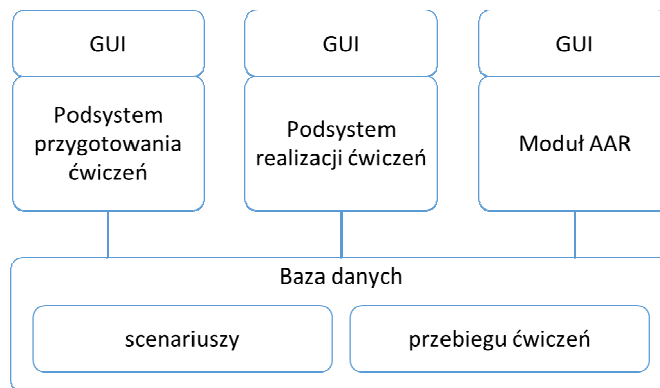 GUI
GUI
GUI
Podsystem
przygotowania
ćwiczeń
Podsystem
realizacji ćwiczeń
Moduł AAR
Baza danych
scenariuszy
przebiegu ćwiczeń